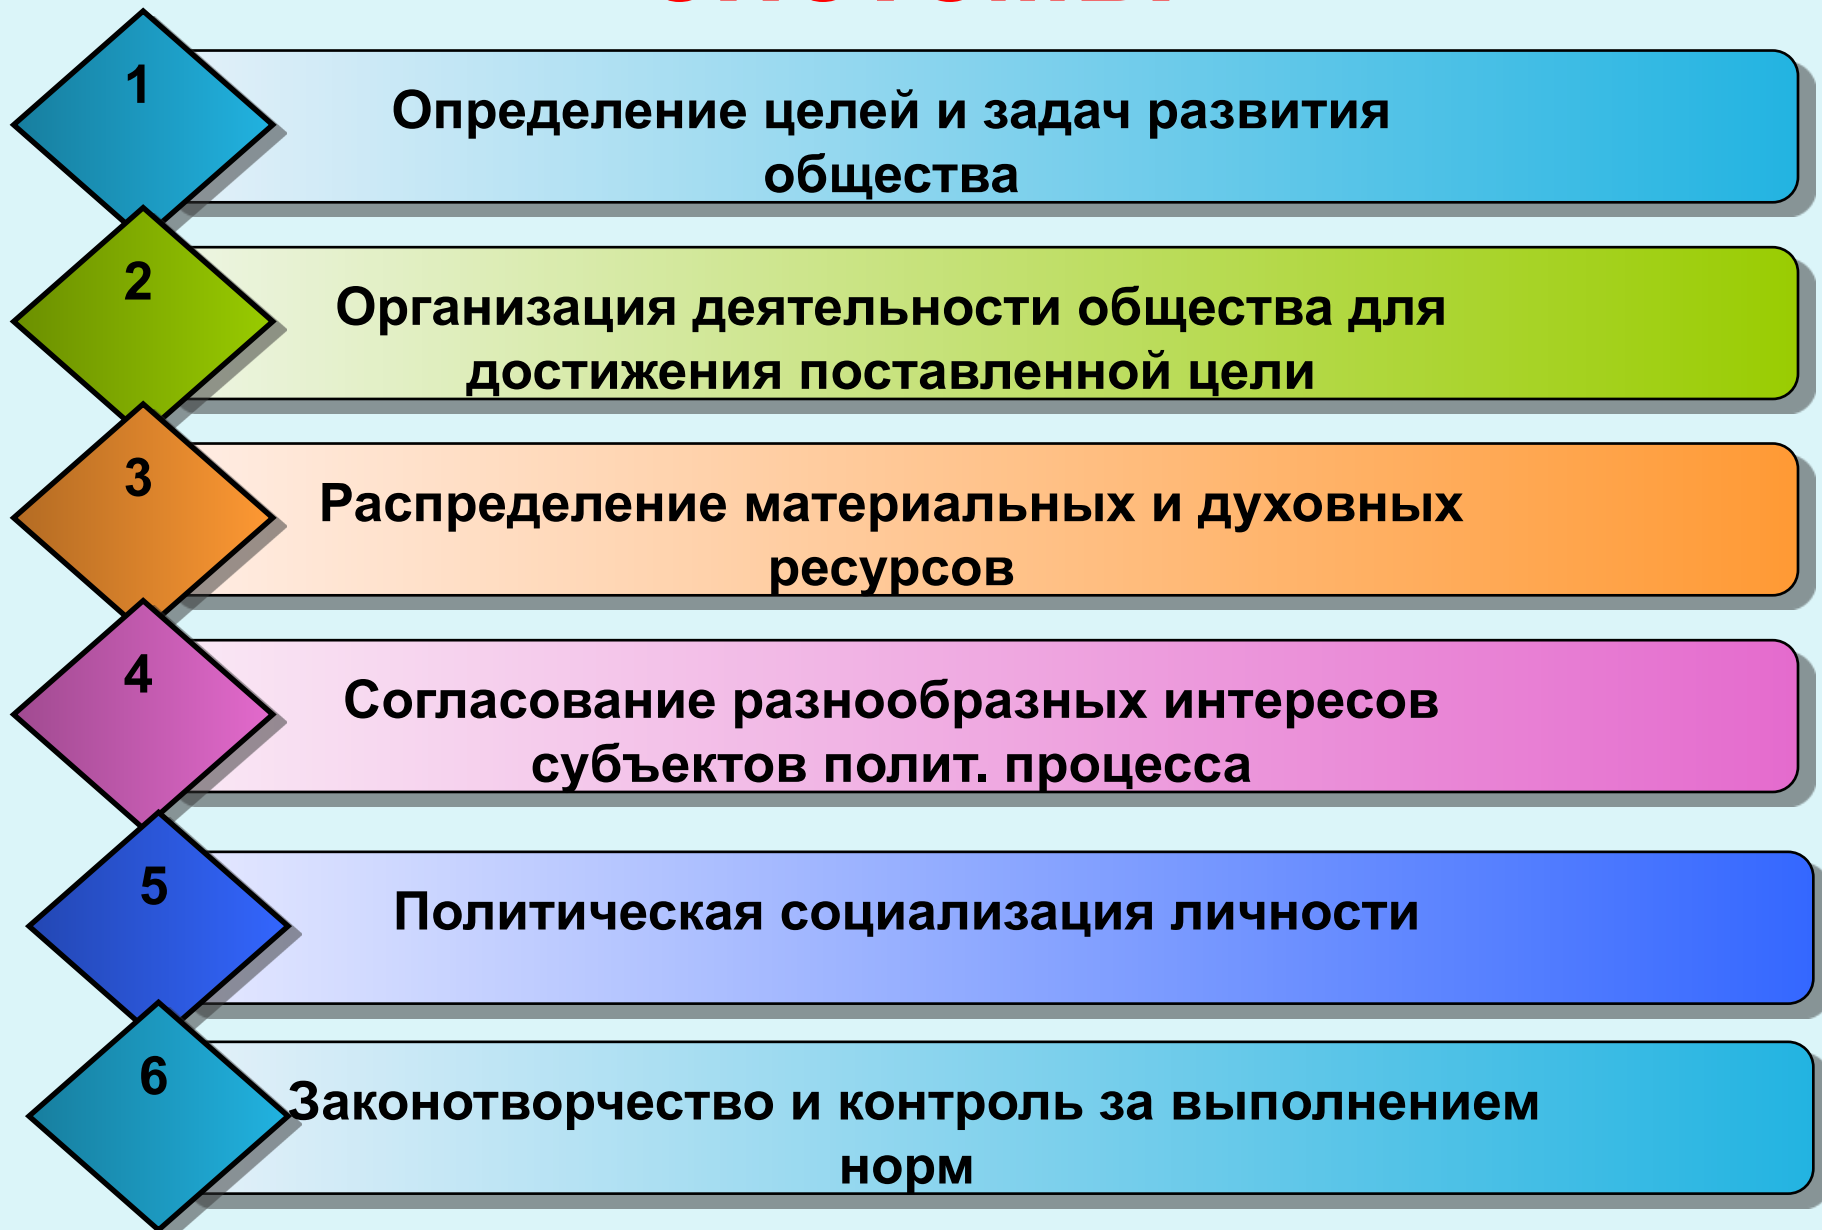 1
Определение целей и задач развития
общества
2
Организация деятельности общества для
достижения поставленной цели
3
Распределение материальных и духовных
ресурсов
4
Согласование разнообразных интересов
субъектов полит. процесса
5
Политическая социализация личности
6
Законотворчество и контроль за выполнением
норм